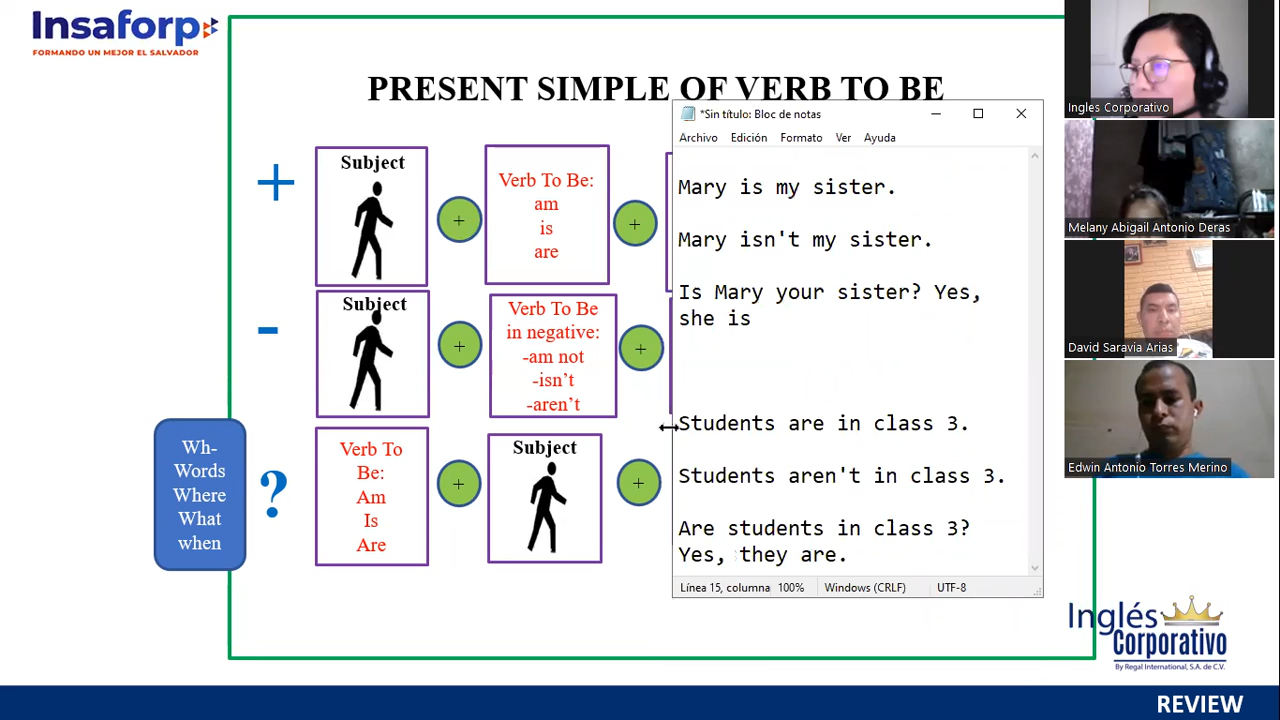 Insaforp
FORMANDO UN MEJOR EL SALVADOR
PRESENT SIMPLE OF VERB TO BE
+
Subject
+
Verb To Be:
am
is
are
+
-
Subject
+
Verb To Be
in negative:
-am not
-isn't
-aren't
+
Wh-
Words
Where
What
when
?
Verb To
Be:
Am
Is
Are
+
Subject
+
*Sin título: Bloc de notas
Archivo Edición Formato Ver Ayuda
Mary is my sister.
Mary isn't my sister.
Is Mary your sister? Yes,
she is
Students are in class 3.
Students aren't in class 3.
Are students in class 3?
Yes, they are.
Línea 15, columna 100% Windows (CRLF) UTF-8
Ingles Corporativo
Melany Abigail Antonio Deras
David Saravia Arias
Edwin Antonio Torres Merino
Inglés
Corporativo
By Regal International, S.A. de C.V.
REVIEW